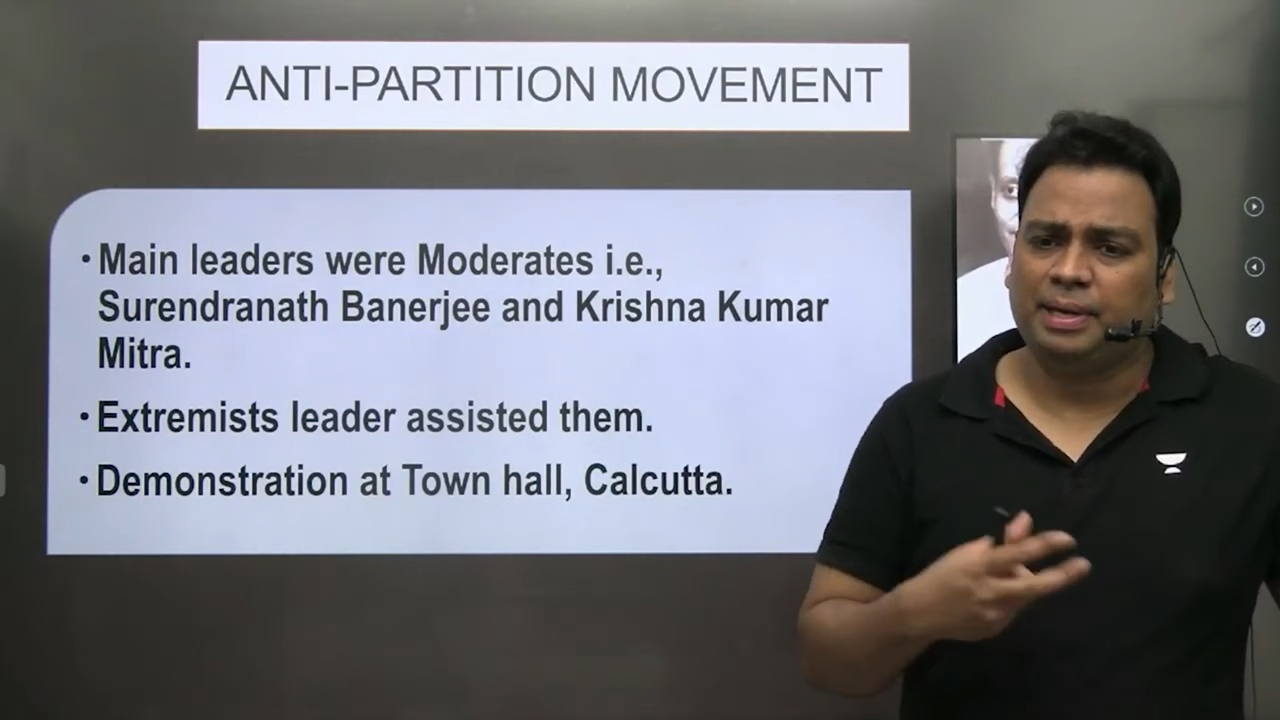 ANTI-PARTITION MOVEMENT
• Main leaders were Moderates i.e.,
Surendranath Banerjee and Krishna Kumar
Mitra.
• Extremists leader assisted them.
• Demonstration at Town hall, Calcutta.